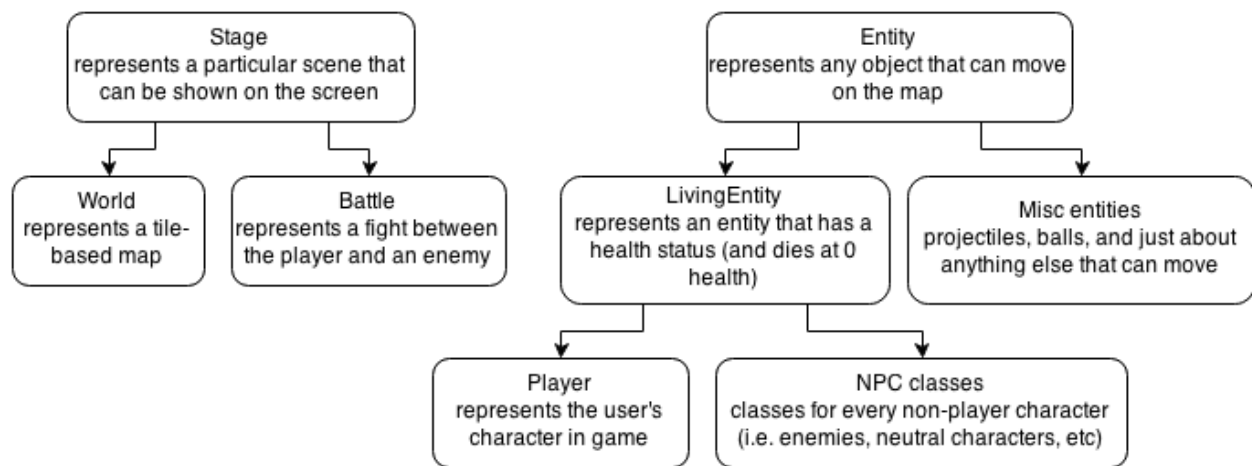 Stage
represents a particular scene that
can be shown on the screen
Entity
represents any object that can move
on the map
World
represents a tile-
based map
Battle
represents a fight between
the player and an enemy
LivingEntity
represents an entity that has a
health status (and dies at 0
health)
Misc entities
projectiles, balls, and just about
anything else that can move
Player
represents the user's
character in game
NPC classes
classes for every non-player character
(i.e. enemies, neutral characters, etc)